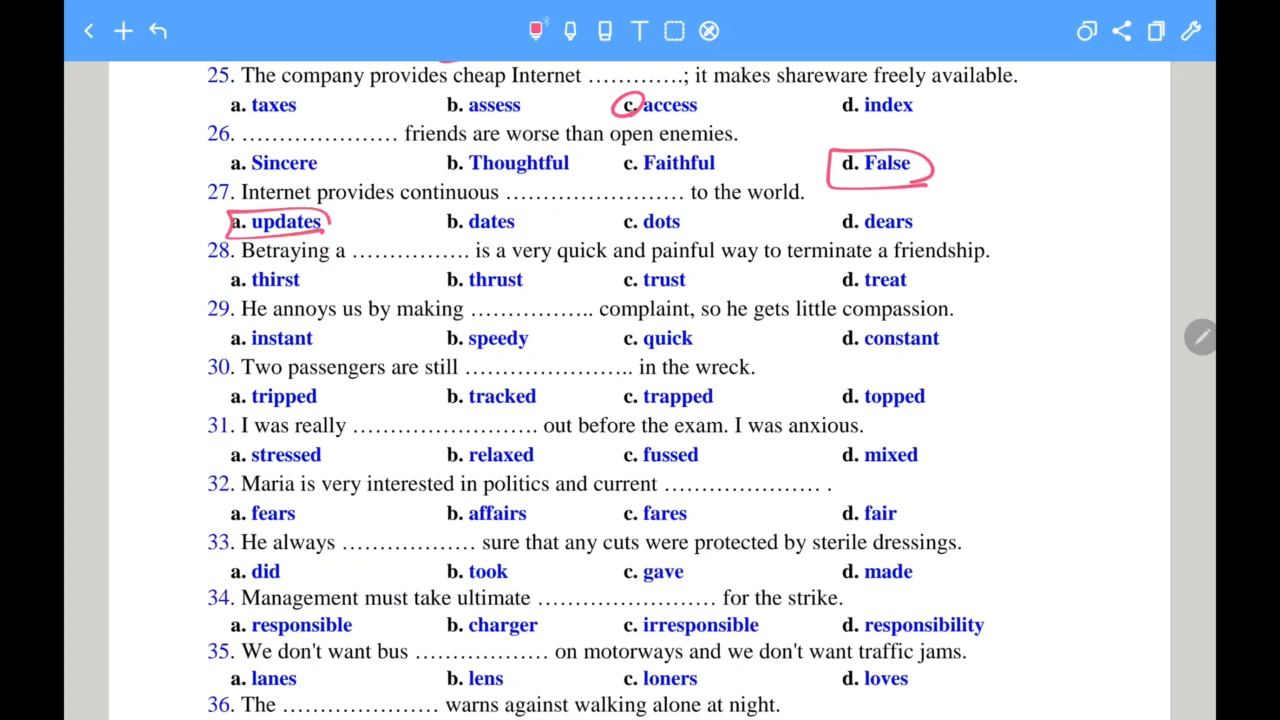 25. The company provides cheap Internet ………….; it makes shareware freely available.
a. taxes b. assess c. access d. index
26. ………………… friends are worse than open enemies.
a. Sincere b. Thoughtful c. Faithful d. False
27. Internet provides continuous …………………… to the world.
a. updates b. dates c. dots d. dears
28. Betraying a ……………. is a very quick and painful way to terminate a friendship.
a. thirst b. thrust c. trust d. treat
29. He annoys us by making …………….. complaint, so he gets little compassion.
a. instant b. speedy c. quick d. constant
30. Two passengers are still …………………. in the wreck.
a. tripped b. tracked c. trapped d. topped
31. I was really ……………………. out before the exam. I was anxious.
a. stressed b. relaxed c. fussed d. mixed
32. Maria is very interested in politics and current ………………… .
a. fears b. affairs c. fares d. fair
33. He always ……………… sure that any cuts were protected by sterile dressings.
a. did b. took c. gave d. made
34. Management must take ultimate …………………… for the strike.
a. responsible b. charger c. irresponsible d. responsibility
35. We don't want bus ……………… on motorways and we don't want traffic jams.
a. lanes b. lens c. loners d. loves
36. The ………………… warns against walking alone at night.